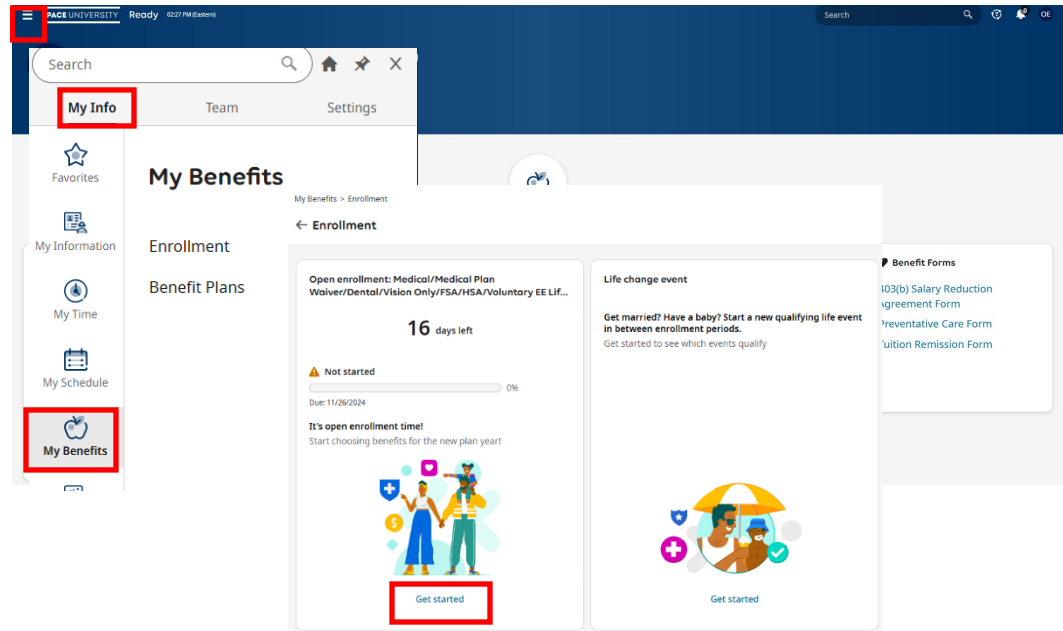 PACE UNIVERSITY Ready 02:27 PM (Eastern) Search OE
Search
My Info Team Settings
Favorites
My Information
My Time
My Schedule
My Benefits
My Benefits
Enrollment
Benefit Plans
My Benefits > Enrollment
← Enrollment
Open enrollment: Medical/Medical Plan
Waiver/Dental/Vision Only/FSA/HSA/Voluntary EE Lif...
16 days left
Not started
0%
Due: 11/26/2024
It's open enrollment time!
Start choosing benefits for the new plan year!
Get started
Life change event
Get married? Have a baby? Start a new qualifying life event
in between enrollment periods.
Get started to see which events qualify
Get started
Benefit Forms
403(b) Salary Reduction
Agreement Form
Preventative Care Form
Tuition Remission Form